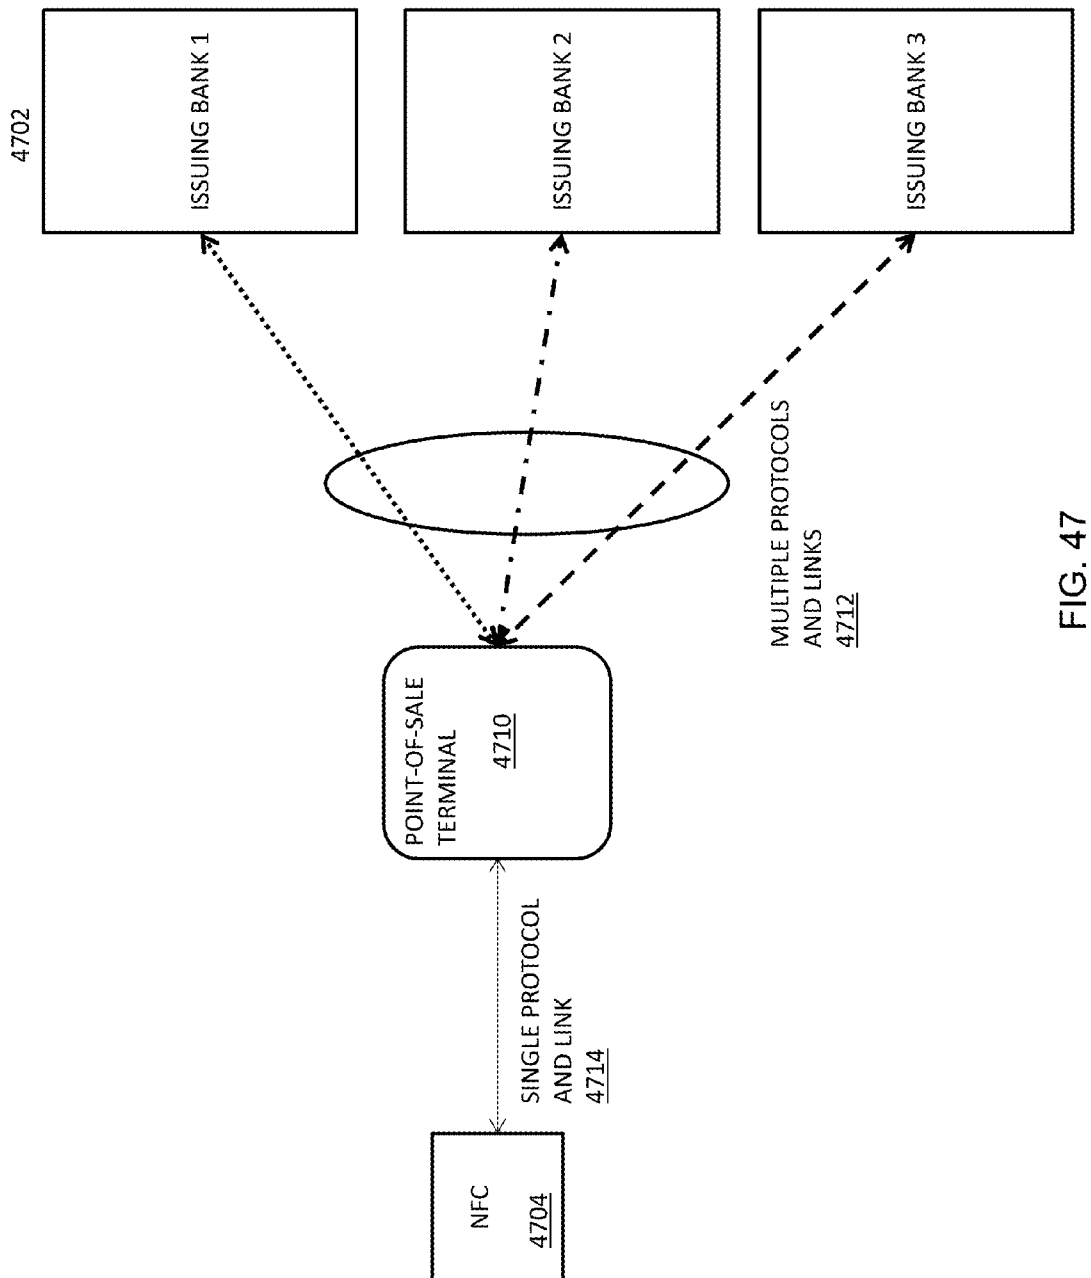 4702
ISSUING BANK 1
ISSUING BANK 2
ISSUING BANK 3
POINT-OF-SALE
TERMINAL
4710
MULTIPLE PROTOCOLS
AND LINKS
4712
NFC
4704
SINGLE PROTOCOL
AND LINK
4714
FIG. 47